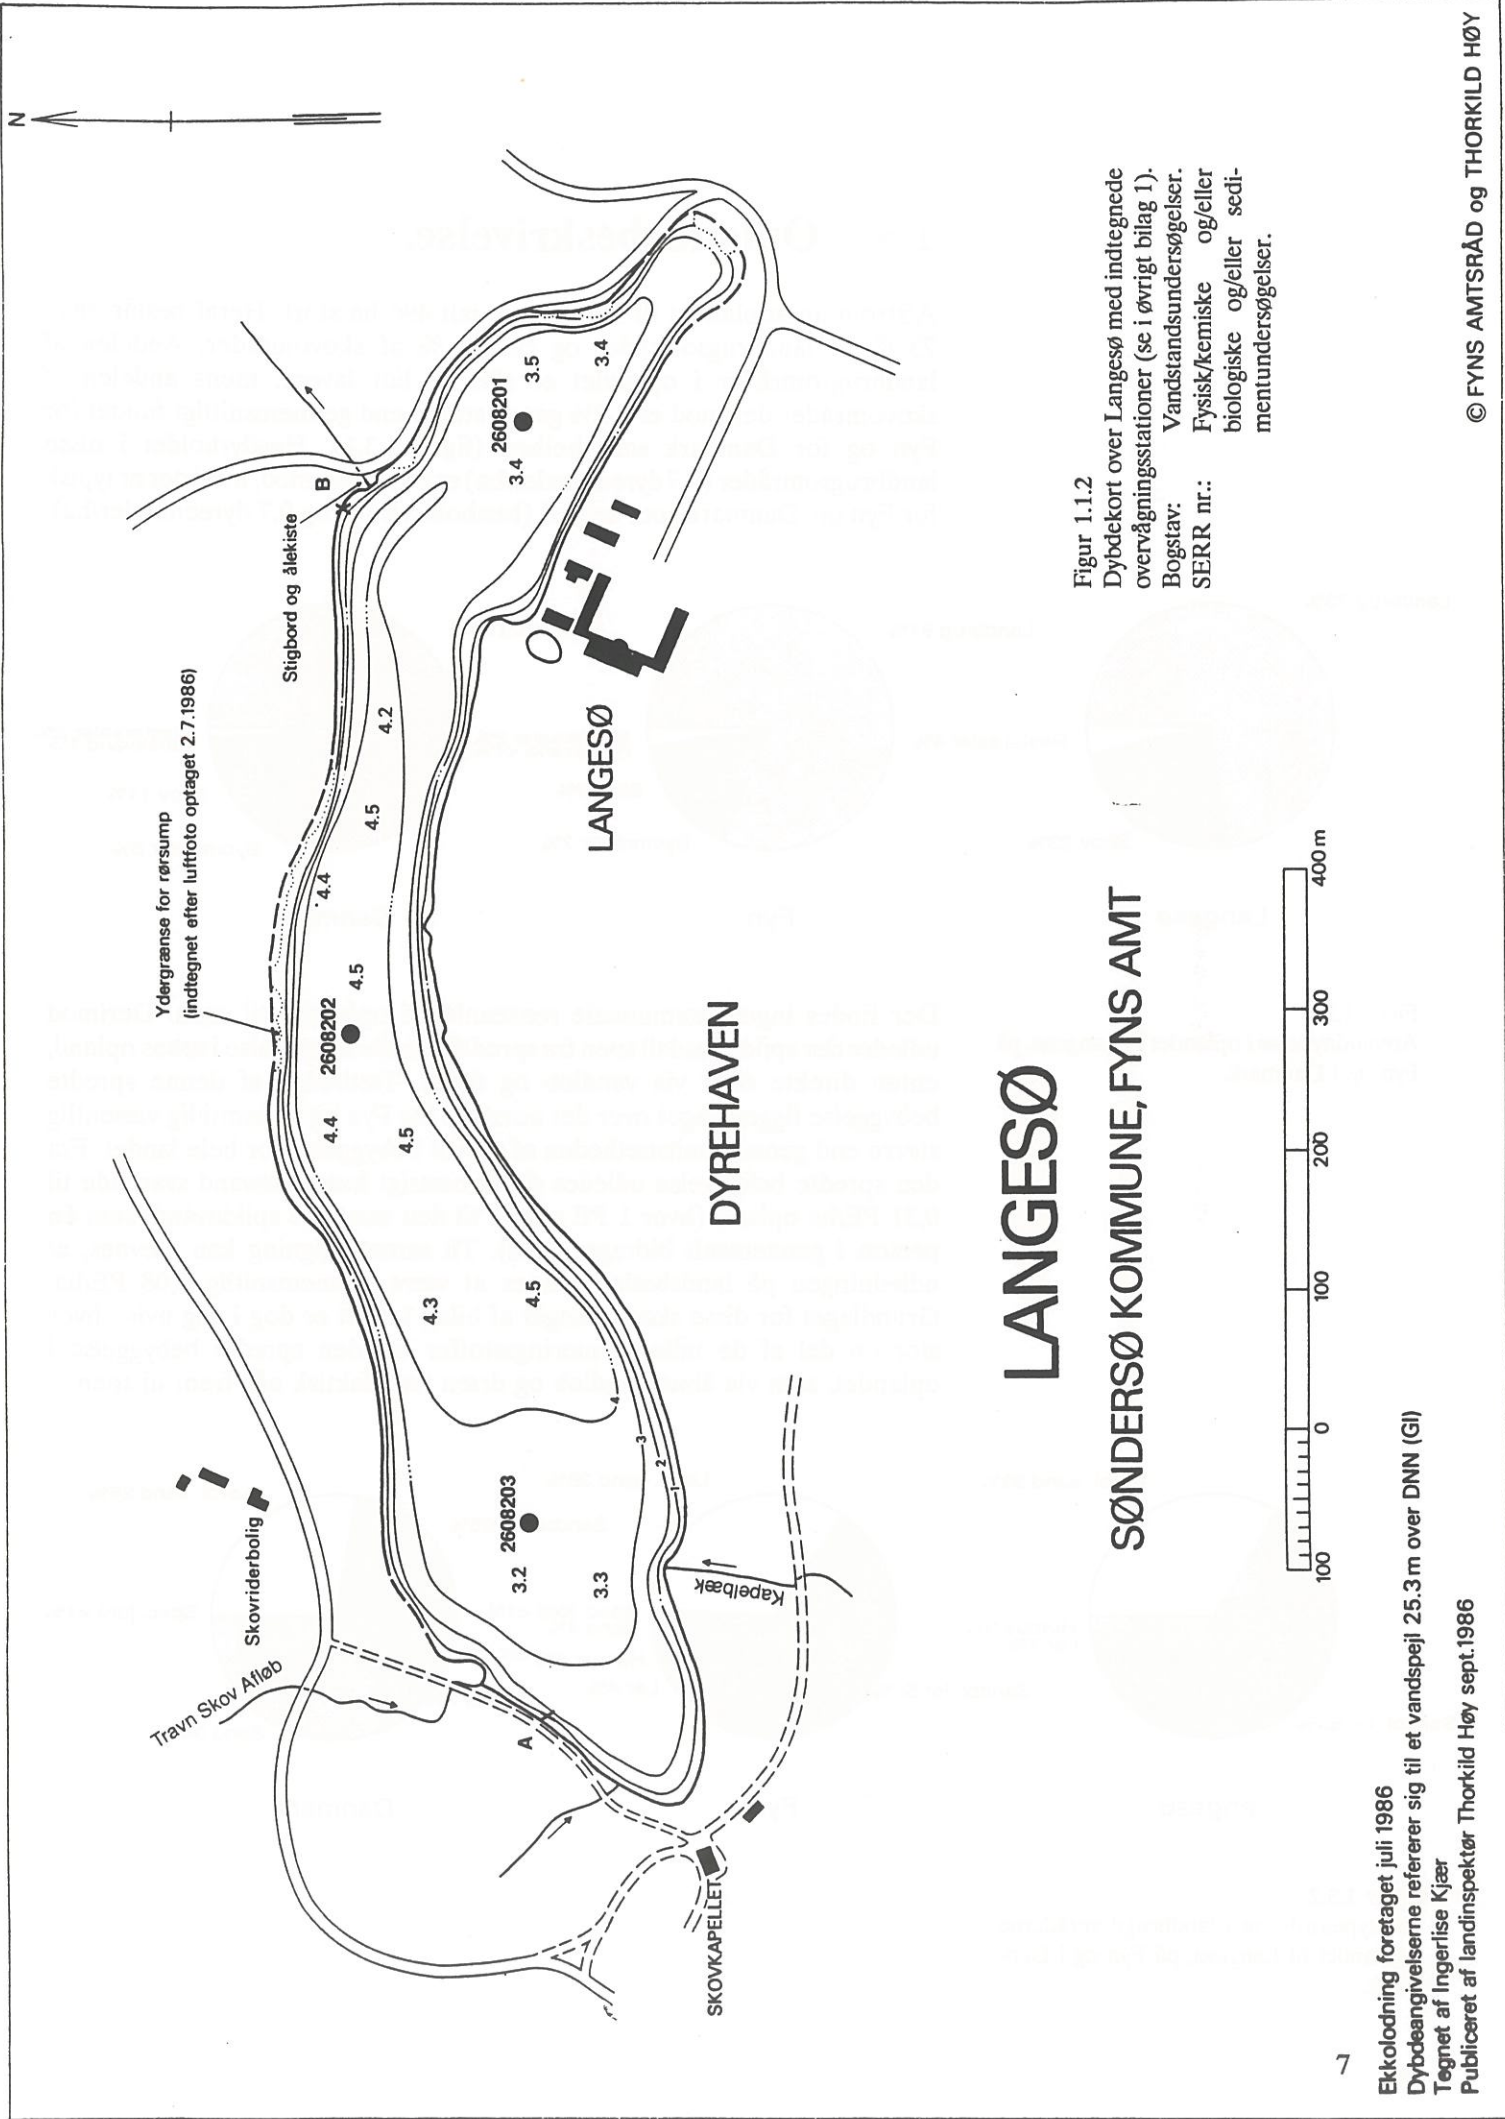 N
Ydergrænse for rørsump
(indtegnet efter luftfoto optaget 2.7.1986)
Stigbord og ålekiste
B
Travn Skov Afløb
Skovriderbolig
A
SKOVKAPELLET
Kapelbæk
2608203
3.2
3.3
1
2
3
4
4.3
4.5
4.4
4.5
2608202
4.5
4.4
4.5
4.2
3.4
2608201
3.5
3.4
LANGESØ
DYREHAVEN
LANGESØ
SØNDERSØ KOMMUNE, FYNS AMT
100 0 100 200 300 400 m
Figur 1.1.2
Dybdekort over Langesø med indtegnede
overvågningsstationer (se i øvrigt bilag 1).
Bogstav: Vandstandsundersøgelser.
SERR nr.: Fysisk/kemiske og/eller
biologiske og/eller sedi-
mentundersøgelser.
7
Ekkolodning foretaget juli 1986
Dybdeangivelserne refererer sig til et vandspejl 25.3 m over DNN (GI)
Tegnet af Ingerlise Kjær
Publiceret af landinspektør Thorkild Høy sept.1986
© FYNS AMTSRÅD og THORKILD HØY